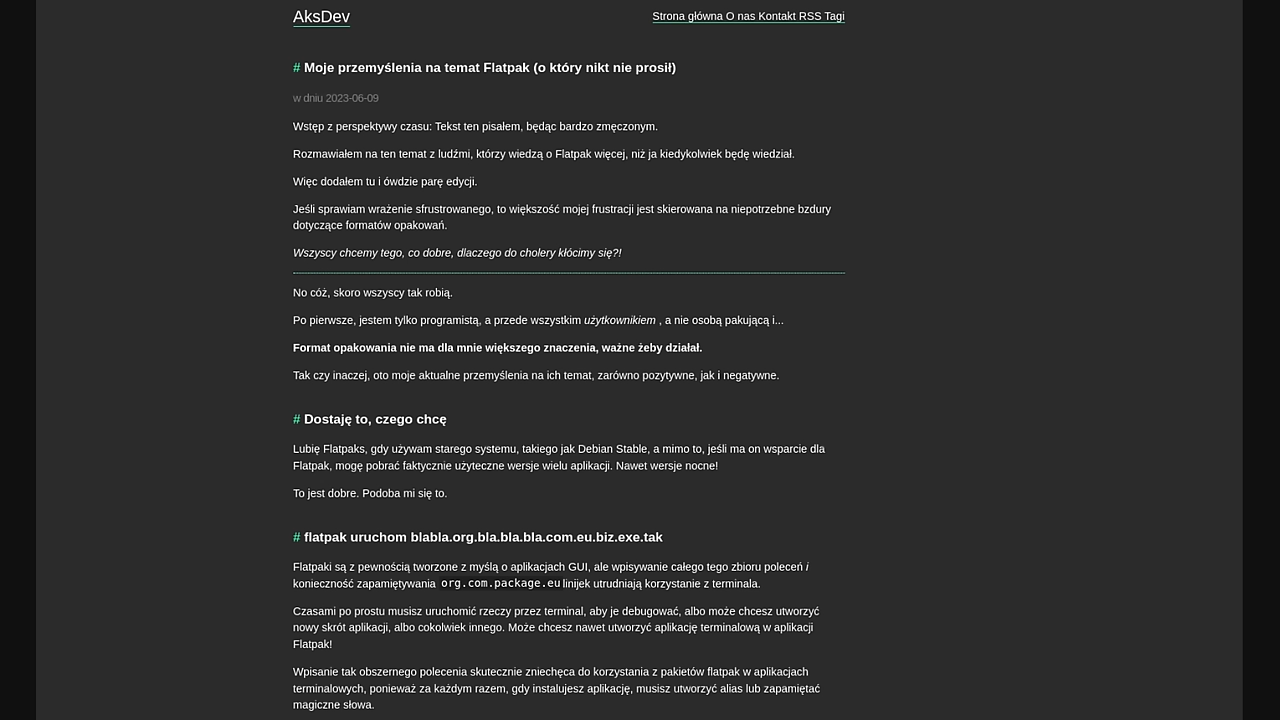 AksDev
Strona główna O nas Kontakt RSS Tagi
# Moje przemyślenia na temat Flatpak (o który nikt nie prosił)
w dniu 2023-06-09
Wstęp z perspektywy czasu: Tekst ten pisałem, będąc bardzo zmęczonym.
Rozmawiałem na ten temat z ludźmi, którzy wiedzą o Flatpak więcej, niż ja kiedykolwiek będę wiedział.
Więc dodałem tu i ówdzie parę edycji.
Jeśli sprawiam wrażenie sfrustrowanego, to większość mojej frustracji jest skierowana na niepotrzebne bzdury
dotyczące formatów opakowań.
Wszyscy chcemy tego, co dobre, dlaczego do cholery kłócimy się?!
No cóż, skoro wszyscy tak robią.
Po pierwsze, jestem tylko programistą, a przede wszystkim użytkownikiem , a nie osobą pakującą i...
Format opakowania nie ma dla mnie większego znaczenia, ważne żeby działał.
Tak czy inaczej, oto moje aktualne przemyślenia na ich temat, zarówno pozytywne, jak i negatywne.
# Dostaję to, czego chcę
Lubię Flatpaks, gdy używam starego systemu, takiego jak Debian Stable, a mimo to, jeśli ma on wsparcie dla
Flatpak, mogę pobrać faktycznie użyteczne wersje wielu aplikacji. Nawet wersje nocne!
To jest dobre. Podoba mi się to.
# flatpak uruchom blabla.org.bla.bla.bla.com.eu.biz.exe.tak
Flatpaki są z pewnością tworzone z myślą o aplikacjach GUI, ale wpisywanie całego tego zbioru poleceń i
konieczność zapamiętywania org.com.package.eu linijek utrudniają korzystanie z terminala.
Czasami po prostu musisz uruchomić rzeczy przez terminal, aby je debugować, albo może chcesz utworzyć
nowy skrót aplikacji, albo cokolwiek innego. Może chcesz nawet utworzyć aplikację terminalową w aplikacji
Flatpak!
Wpisanie tak obszernego polecenia skutecznie zniechęca do korzystania z pakietów flatpak w aplikacjach
terminalowych, ponieważ za każdym razem, gdy instalujesz aplikację, musisz utworzyć alias lub zapamiętać
magiczne słowa.